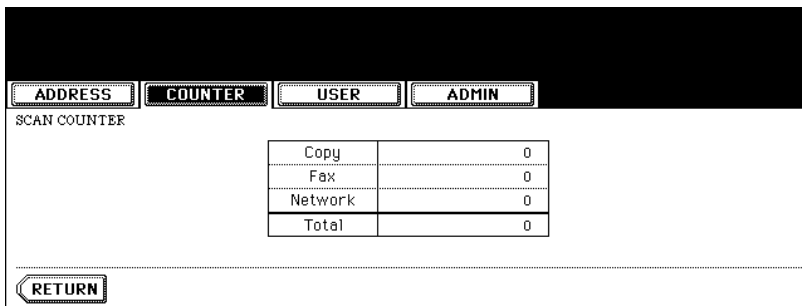 ADDRESS COUNTER USER ADMIN
SCAN COUNTER
Copy 0
Fax 0
Network 0
Total 0
RETURN